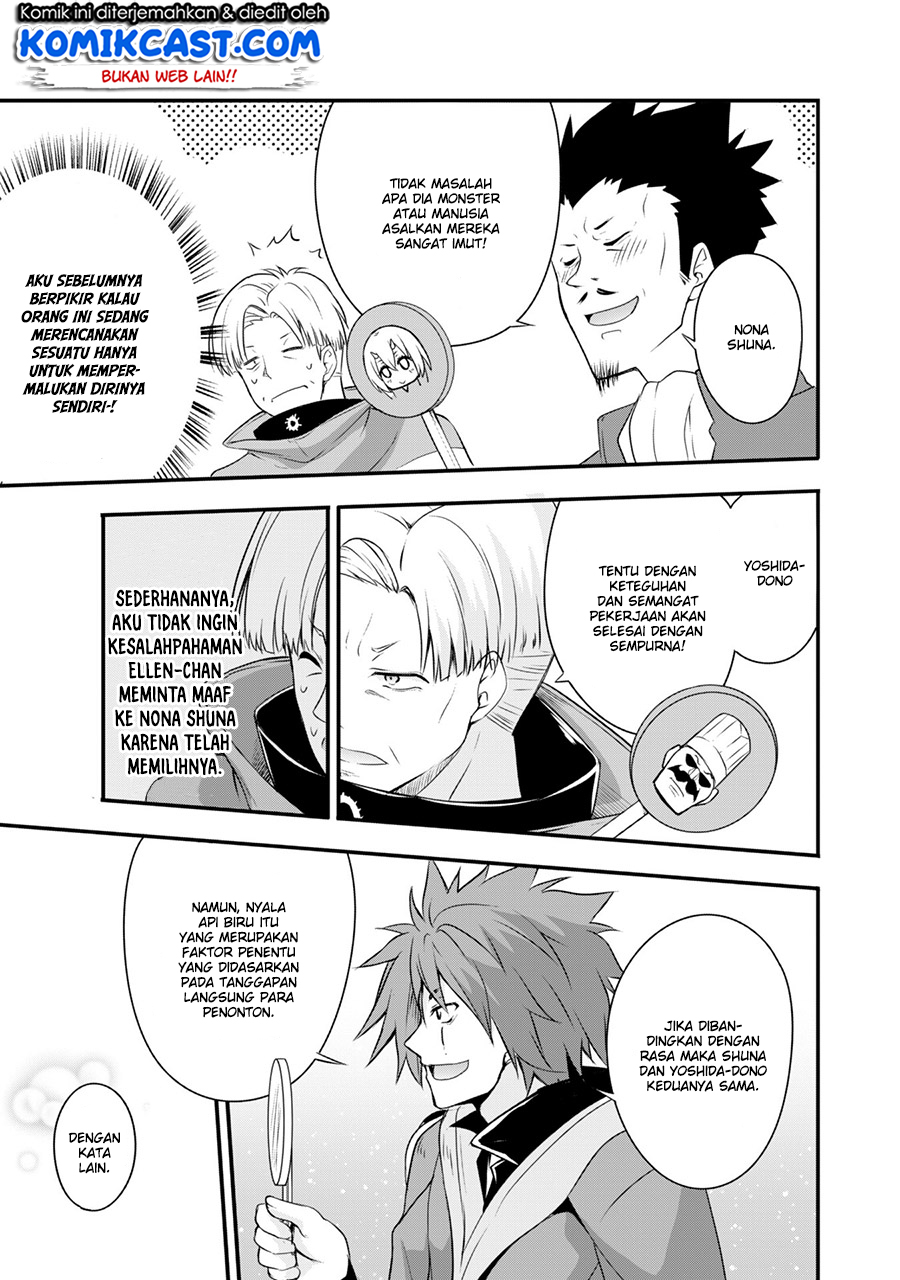 Komik ini diterjemahkan & diedit oleh
KOMIKCAST.COM
BUKAN WEB LAIN!!
NONA
SHUNA.
TIDAK MASALAH
APA DIA MONSTER
ATAU MANUSIA
ASALKAN MEREKA
SANGAT IMUT!
AKU SEBELUMNYA
BERPIKIR KALAU
ORANG INI SEDANG
MERENCANAKAN
SESUATU HANYA
UNTUK MEMPER-
MALUKAN DIRINYA
SENDIRI-!
YOSHIDA-
DONO
TENTU DENGAN
KETEGUHAN
DAN SEMANGAT
PEKERJAAN AKAN
SELESAI DENGAN
SEMPURNA!
SEDERHANANYA,
AKU TIDAK INGIN
KESALAHPAHAMAN
ELLEN-CHAN
MEMINTA MAAF
KE NONA SHUNA
KARENA TELAH
MEMILIHNYA.
JIKA DIBAN-
DINGKAN DENGAN
RASA MAKA SHUNA
DAN YOSHIDA-DONO
KEDUANYA SAMA.
NAMUN, NYALA
API BIRU ITU
YANG MERUPAKAN
FAKTOR PENENTU
YANG DIDASARKAN
PADA TANGGAPAN
LANGSUNG PARA
PENONTON.
DENGAN
KATA
LAIN.